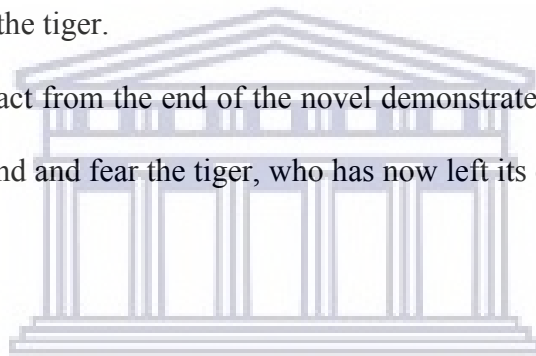 the tiger.
act from the end of the novel demonstrate
nd and fear the tiger, who has now left its